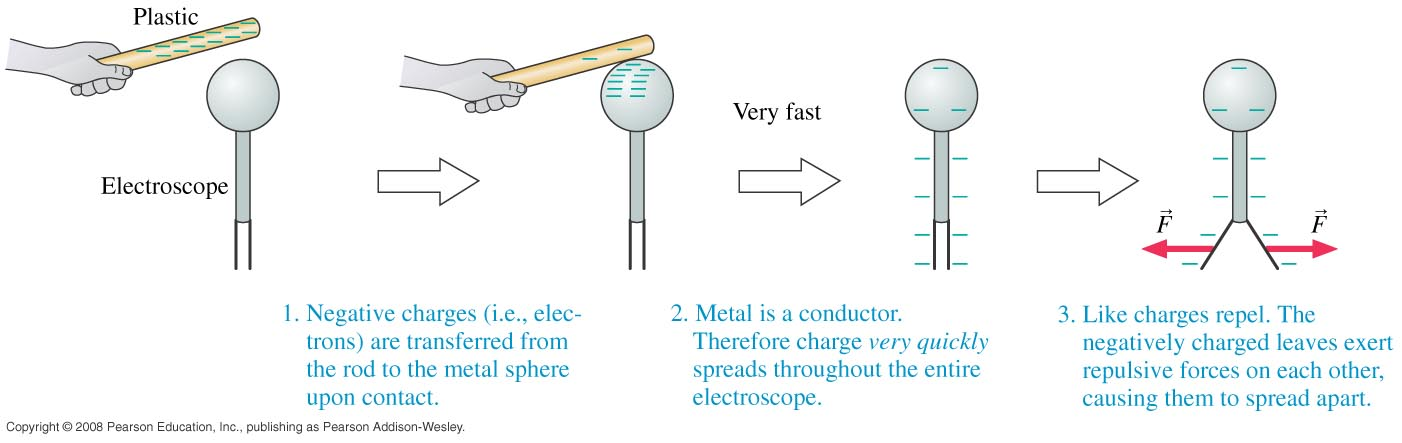 Plastic
Electroscope
Very fast
F
F
1. Negative charges (i.e., elec-
trons) are transferred from
the rod to the metal sphere
upon contact.
2. Metal is a conductor.
Therefore charge very quickly
spreads throughout the entire
electroscope.
3. Like charges repel. The
negatively charged leaves exert
repulsive forces on each other,
causing them to spread apart.
Copyright © 2008 Pearson Education, Inc., publishing as Pearson Addison-Wesley.